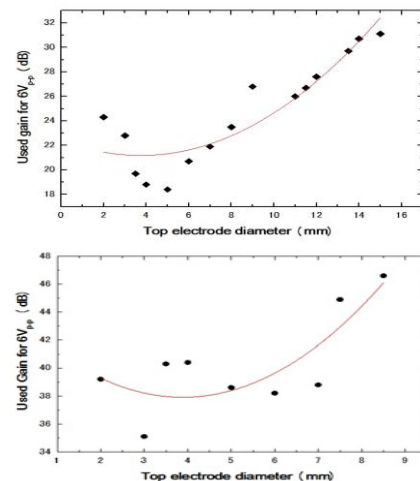 Used gain for 6Vp-p (dB)
32
30
28
26
24
22
20
18
0 2 4 6 8 10 12 14 16
Top electrode diameter (mm)
Used Gain for 6Vp-p (dB)
48
46
44
42
40
38
36
34
1 2 3 4 5 6 7 8 9
Top electrode diameter (mm)